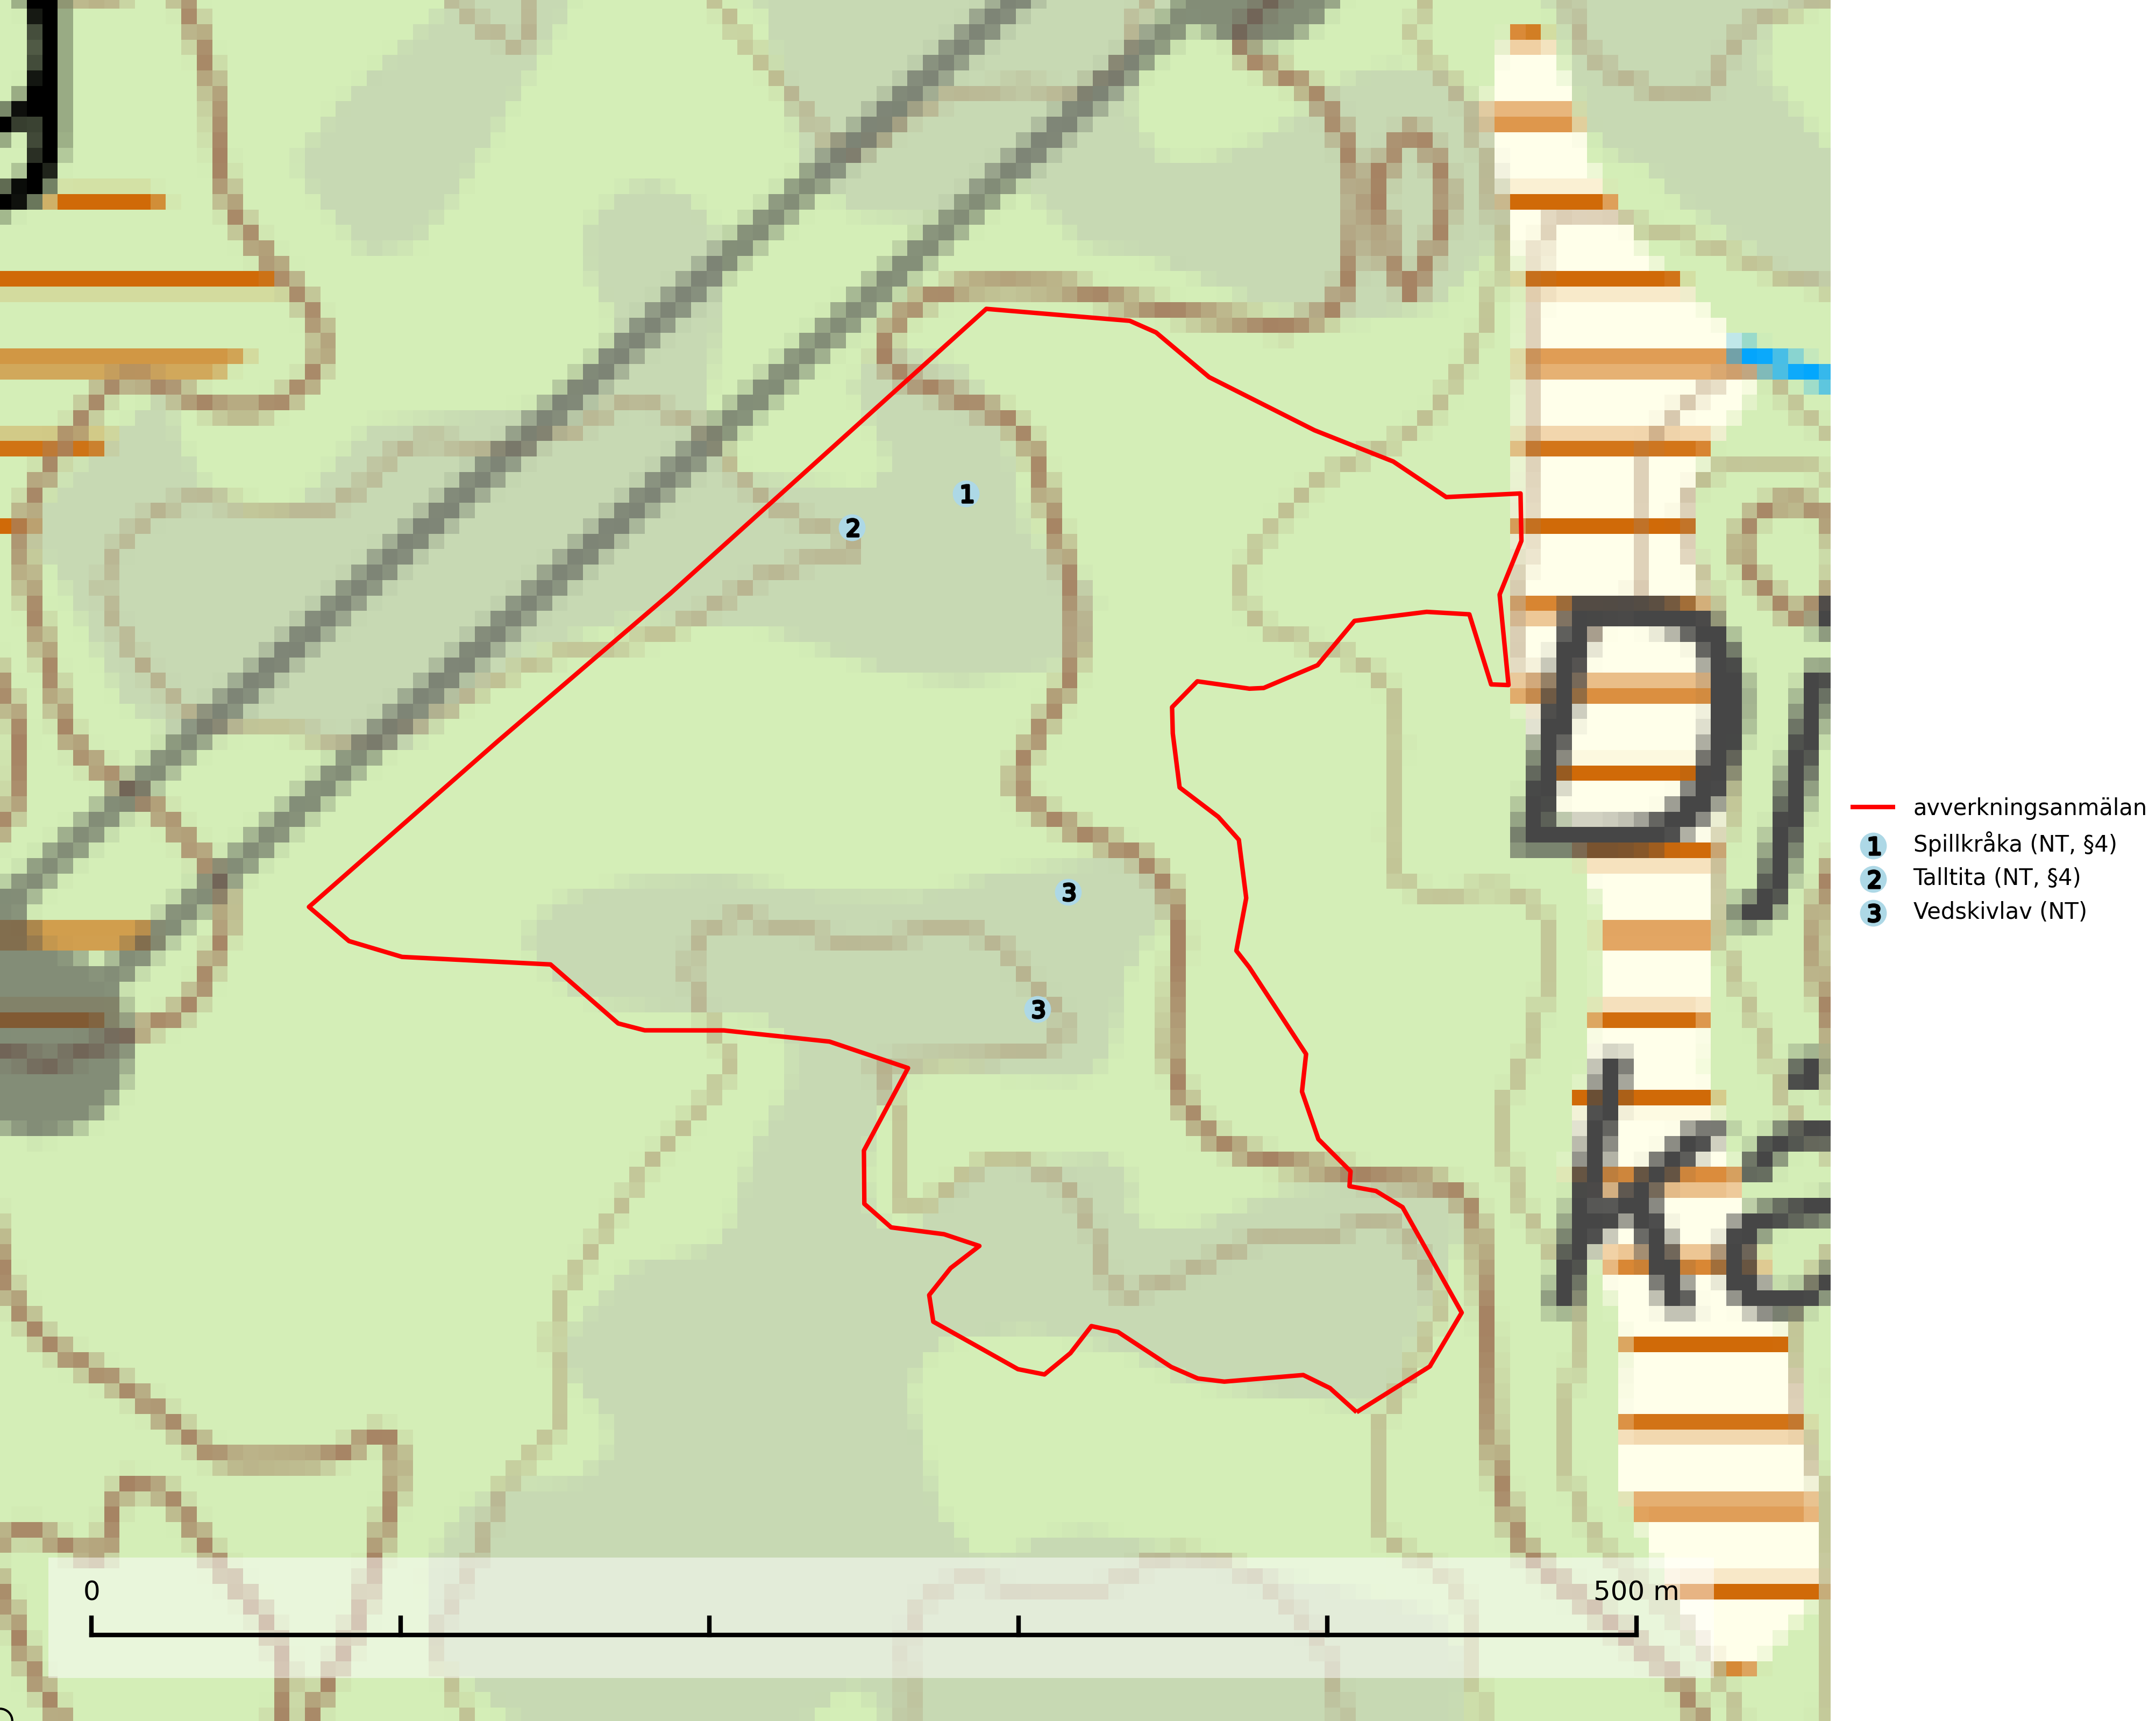 1
2
D
3
3
avverkningsanmälan
1 Spillkråka (NT, §4)
2 Talltita (NT, §4)
3 Vedskivlav (NT)
0 500 m